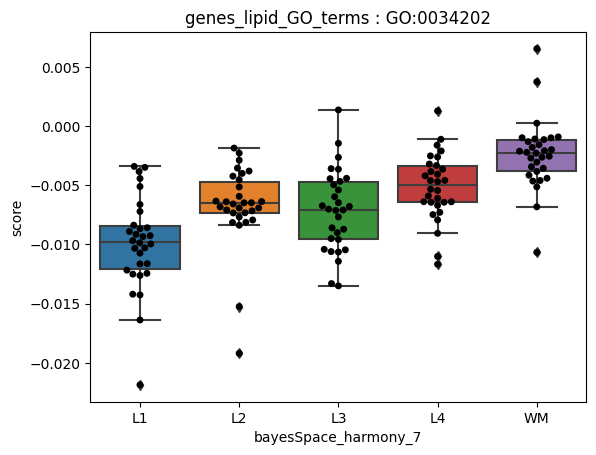 genes_lipid_GO_terms : GO:0034202
0.005
0.000
−0.005
−0.010
−0.015
−0.020
score
L1 L2 L3 L4 WM
bayesSpace_harmony_7